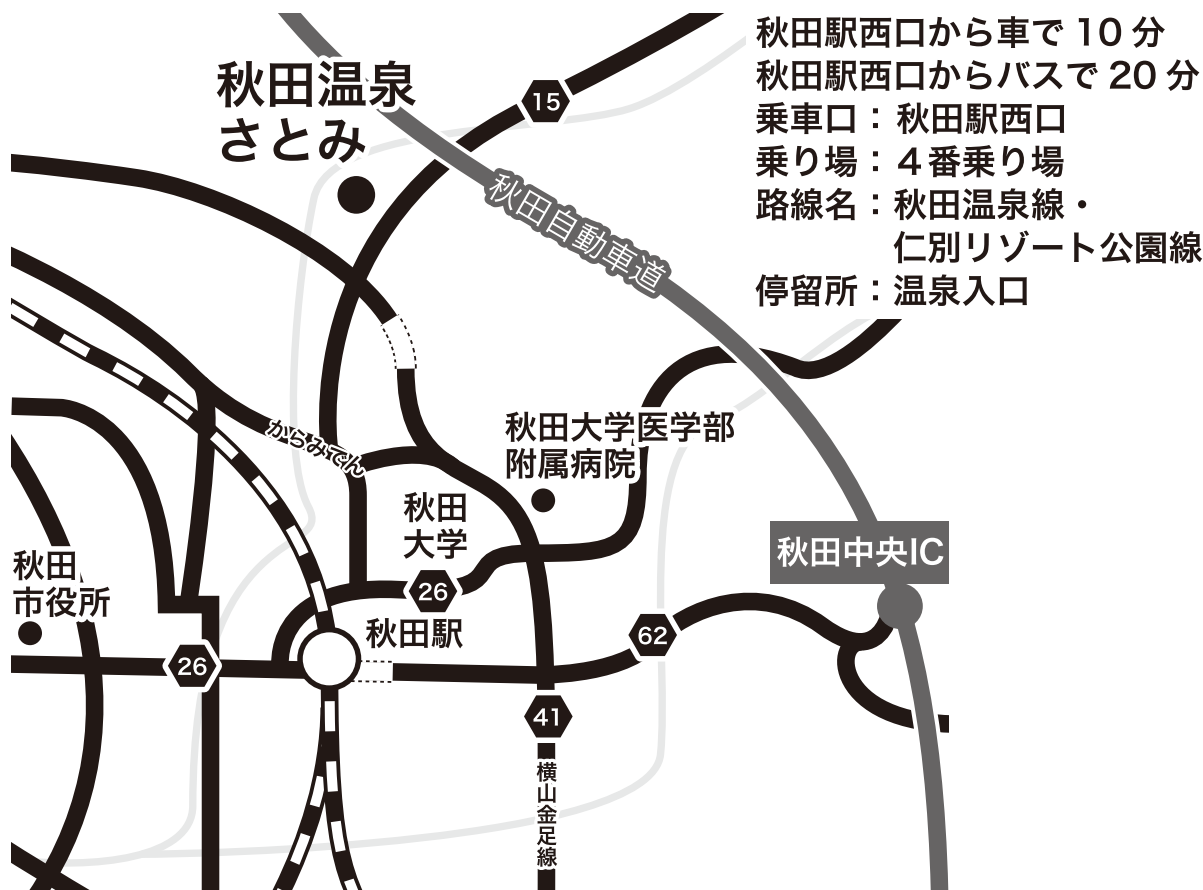 秋田駅西口から車で10分
秋田駅西口からバスで20分
乗車口：秋田駅西口
乗り場：4番乗り場
路線名：秋田温泉線・
仁別リゾート公園線
停留所：温泉入口
秋田温泉
さとみ
15
秋田自動車道
からみでん
秋田大学医学部
附属病院
秋田
大学
秋田中央IC
秋田
市役所
26
秋田駅
62
26
41
横山金足線